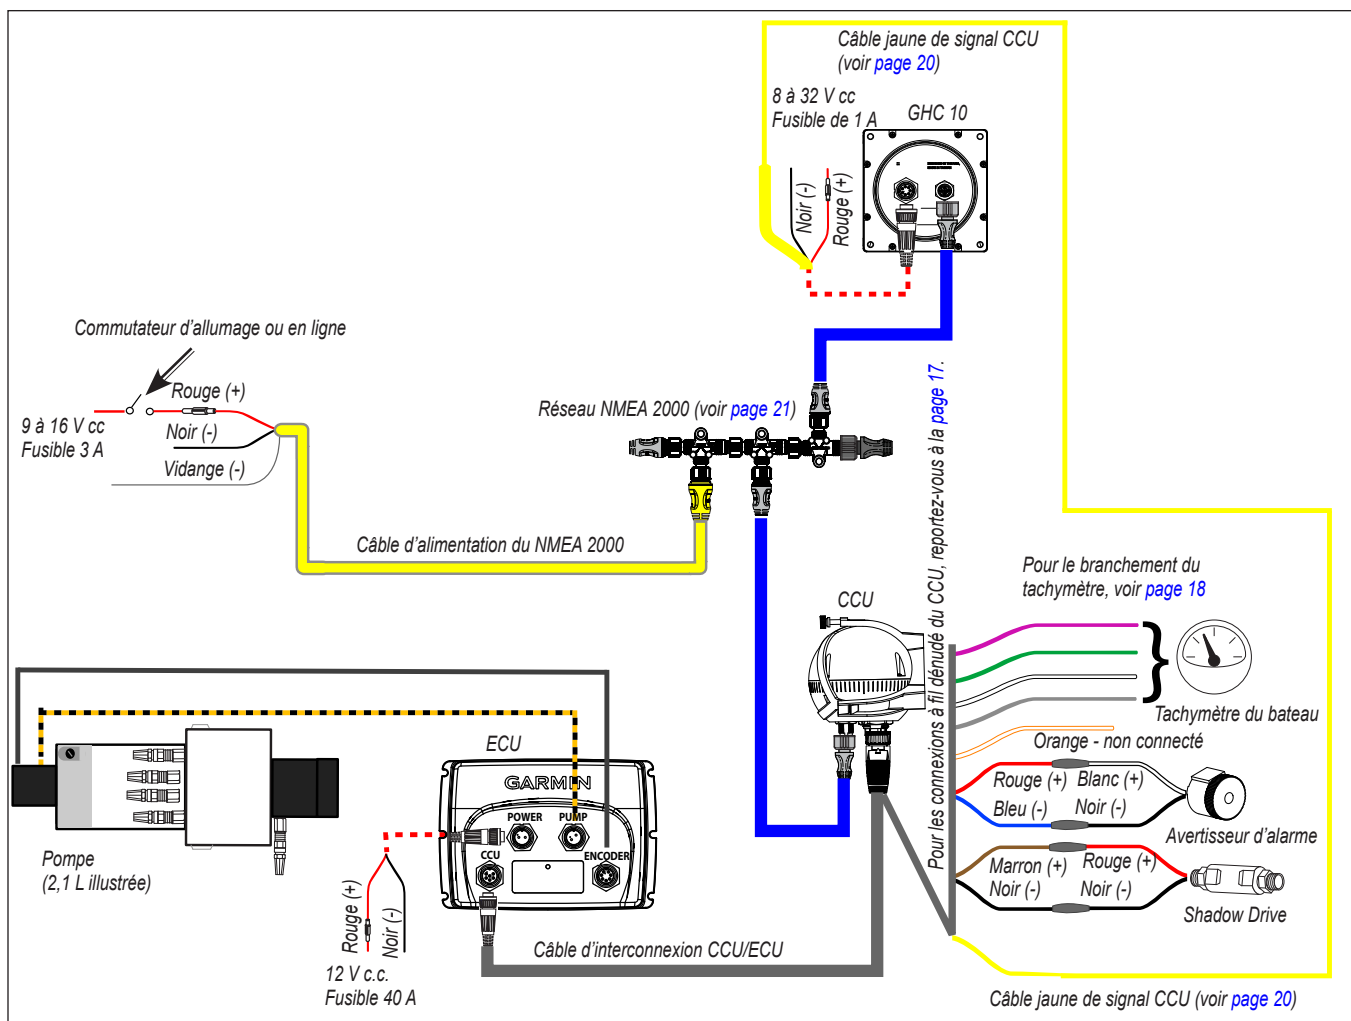 Câble jaune de signal CCU
(voir page 20)
8 à 32 V cc
Fusible de 1 A
GHC 10
Noir (-)
Rouge (+)
Commutateur d'allumage ou en ligne
Rouge (+)
9 à 16 V cc
Fusible 3 A
Noir (-)
Vidange (-)
Réseau NMEA 2000 (voir page 21)
Câble d'alimentation du NMEA 2000
Pour les connexions à fil dénudé du CCU, reportez-vous à la page 17.
Pour le branchement du
tachymètre, voir page 18
CCU
Tachymètre du bateau
Orange - non connecté
Rouge (+)
Blanc (+)
Bleu (-)
Noir (-)
Avertisseur d'alarme
Marron (+)
Rouge (+)
Noir (-)
Noir (-)
Shadow Drive
ECU
GARMIN
POWER
PUMP
CCU
ENCODER
Pompe
(2,1 L illustrée)
Rouge (+)
Noir (-)
12 V c.c.
Fusible 40 A
Câble d'interconnexion CCU/ECU
Câble jaune de signal CCU (voir page 20)